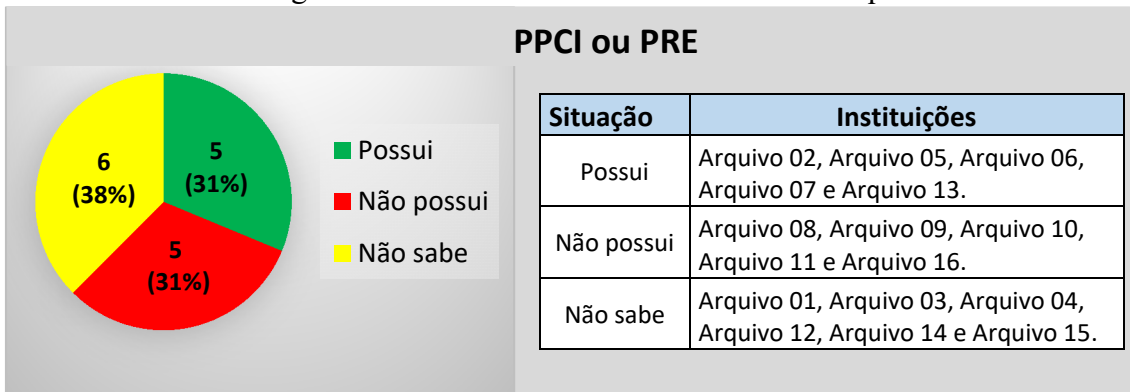 PPCI ou PRE
6
(38%)
5
(31%)
5
(31%)
Possui
Não possui
Não sabe
Situação Instituições
Possui
Arquivo 02, Arquivo 05, Arquivo 06,
Arquivo 07 e Arquivo 13.
Não possui
Arquivo 08, Arquivo 09, Arquivo 10,
Arquivo 11 e Arquivo 16.
Não sabe
Arquivo 01, Arquivo 03, Arquivo 04,
Arquivo 12, Arquivo 14 e Arquivo 15.